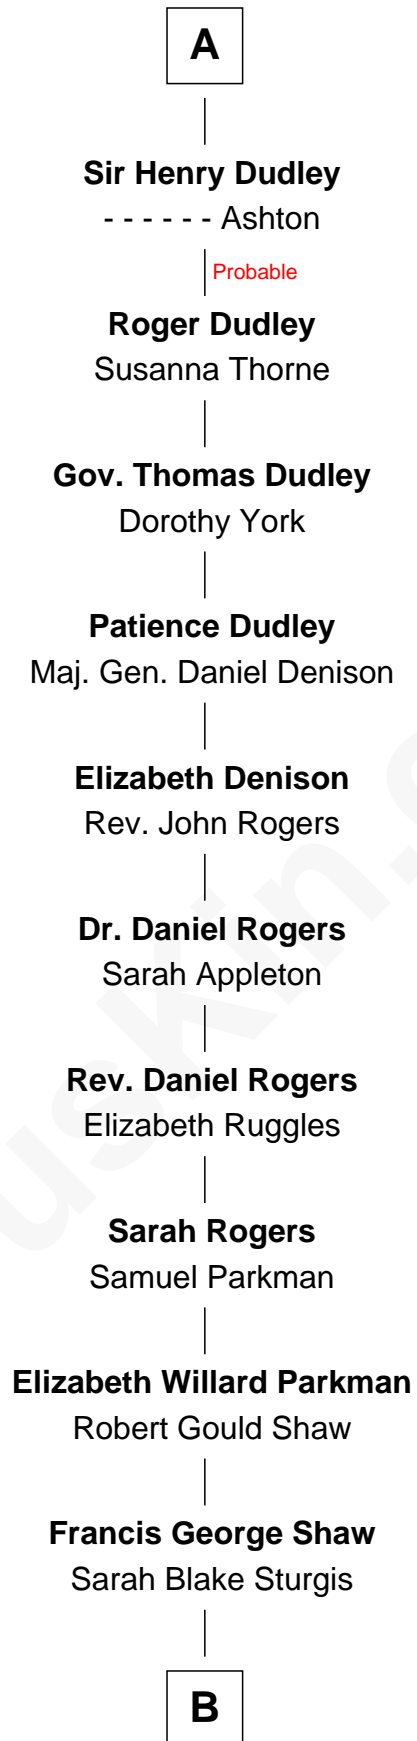 A
Sir Henry Dudley
- - - - - - Ashton
Probable
Roger Dudley
Susanna Thorne
Gov. Thomas Dudley
Dorothy York
Patience Dudley
Maj. Gen. Daniel Denison
Elizabeth Denison
Rev. John Rogers
Dr. Daniel Rogers
Sarah Appleton
Rev. Daniel Rogers
Elizabeth Ruggles
Sarah Rogers
Samuel Parkman
Elizabeth Willard Parkman
Robert Gould Shaw
Francis George Shaw
Sarah Blake Sturgis
B